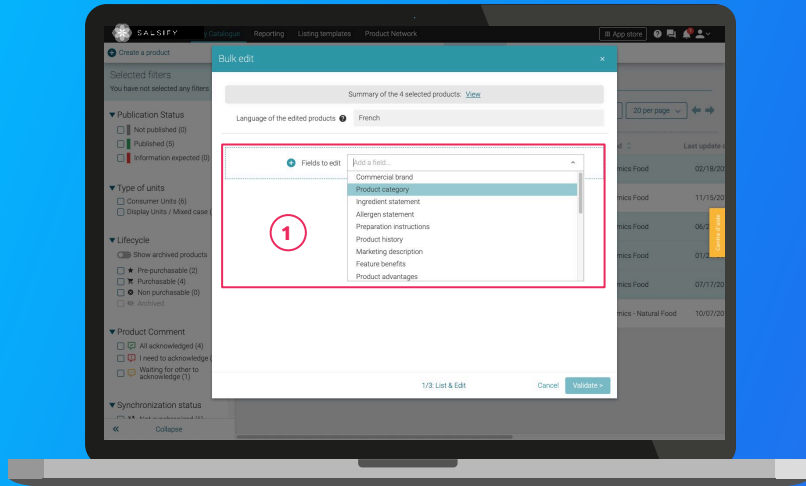 SALSIFY
Catalogue Reporting Listing templates Product Network
App store
Create a product
Bulk edit ×
Selected filters
You have not selected any filters.
Summary of the 4 selected products: View
Language of the edited products French
20 per page
Publication Status
Not published (0)
Published (5)
Information expected (0)
Last update
Fields to edit Add a field...
Commercial brand
Product category
Ingredient statement
Allergen statement
Preparation instructions
Product history
Marketing description
Feature benefits
Product advantages
1
Type of units
Consumer Units (6)
Display Units / Mixed case (
Lifecycle
Show archived products
Pre-purchasable (2)
Purchasable (4)
Non purchasable (0)
Archived
mics Food 02/18/20
mics Food 11/15/20
mics Food 06/2
mics Food 01/2
mics Food 07/17/20
mics - Natural Food 10/07/20
Product Comment
All acknowledged (4)
I need to acknowledge (
Waiting for other to
acknowledge (1)
Synchronization status
Collapse
1/3: List & Edit Cancel Validate »